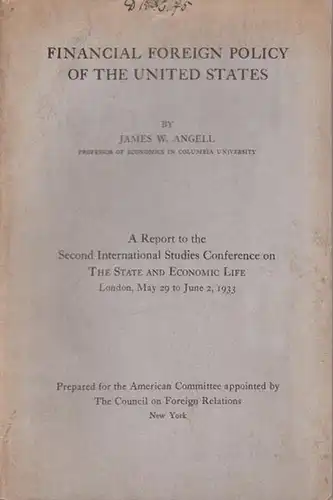 FINANCIAL FOREIGN POLICY
OF THE UNITED STATES
BY
JAMES W. ANGELL
PROFESSOR OF ECONOMICS IN COLUMBIA UNIVERSITY
A Report to the
Second International Studies Conference on
THE STATE AND ECONOMIC LIFE
London, May 29 to June 2, 1933
Prepared for the American Committee appointed by
The Council on Foreign Relations
New York